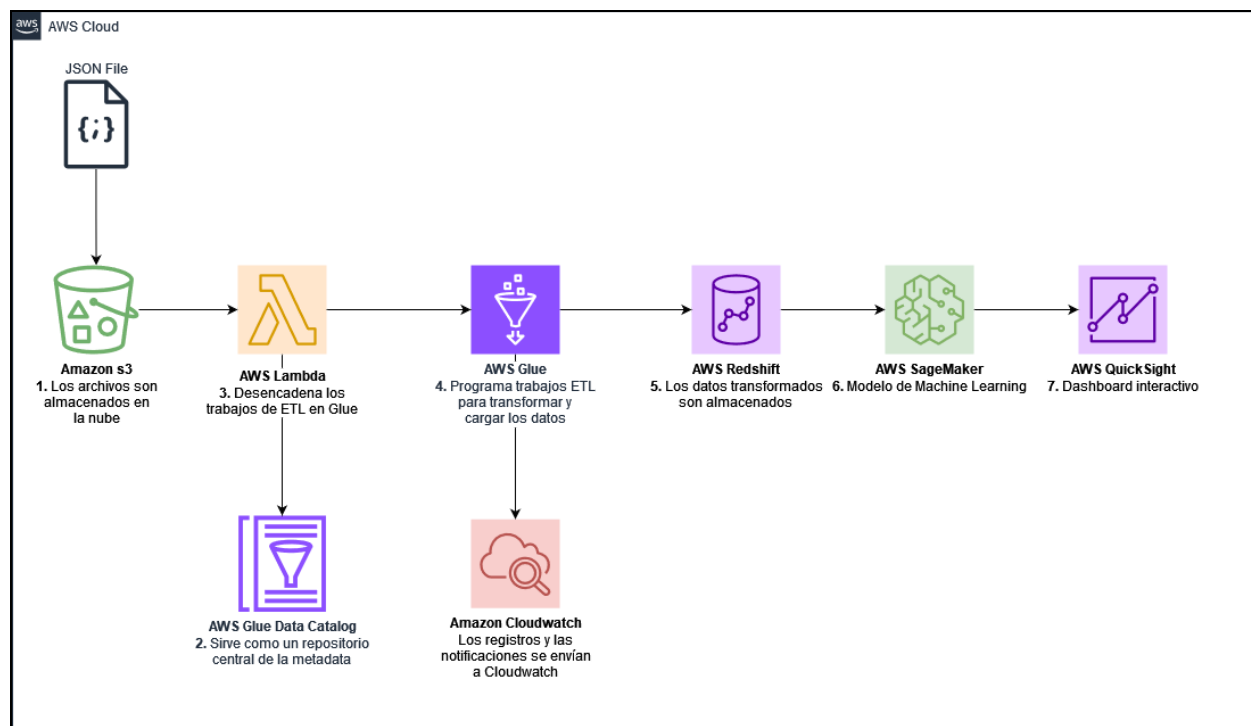 aws
AWS Cloud
JSON File
{;}
Amazon s3
1. Los archivos son
almacenados en
la nube
AWS Lambda
3. Desencadena los
trabajos de ETL en Glue
AWS Glue
4. Programa trabajos ETL
para transformar y
cargar los datos
AWS Redshift
5. Los datos transformados
son almacenados
AWS SageMaker
6. Modelo de Machine Learning
AWS QuickSight
7. Dashboard interactivo
AWS Glue Data Catalog
2. Sirve como un repositorio
central de la metadata
Amazon Cloudwatch
Los registros y las
notificaciones se envían
a Cloudwatch